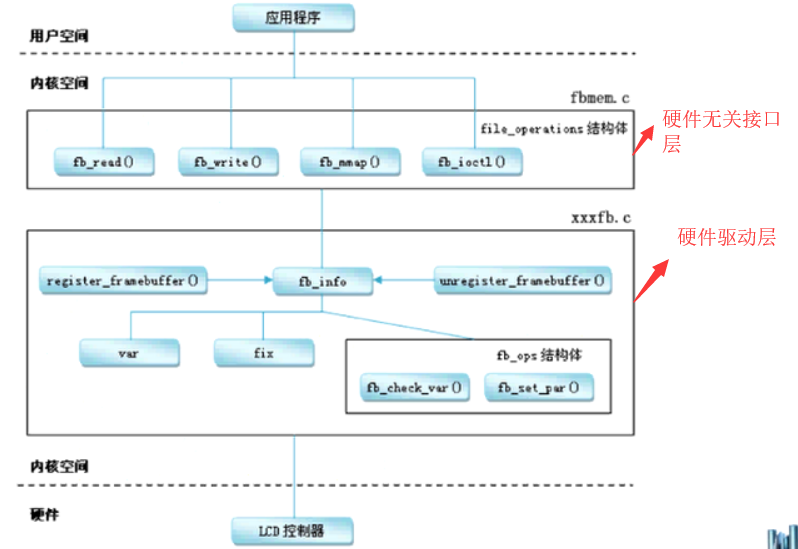 应用程序
用户空间
内核空间
fbmem.c
file_operations 结构体
硬件无关接口
层
fb_read()
fb_write()
fb_mmap()
fb_ioctl()
xxxfb.c
硬件驱动层
register_framebuffer()
fb_info
unregister_framebuffer()
var
fix
fb_ops 结构体
fb_check_var()
fb_set_par()
内核空间
硬件
LCD 控制器